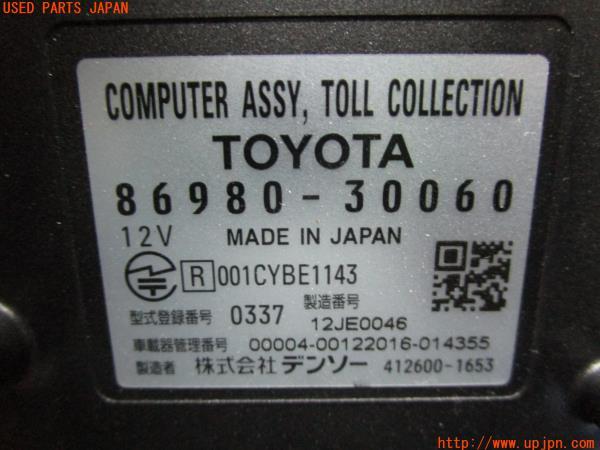 USED PARTS JAPAN
COMPUTER ASSY, TOLL COLLECTION
TOYOTA
86980-30060
12V MADE IN JAPAN
R 001CYBE1143
型式登録番号 0337 製造番号 12JE0046
車載器管理番号 00004-00122016-014355
製造者 株式会社デンソー 412600-1653
http://www.upjpn.com